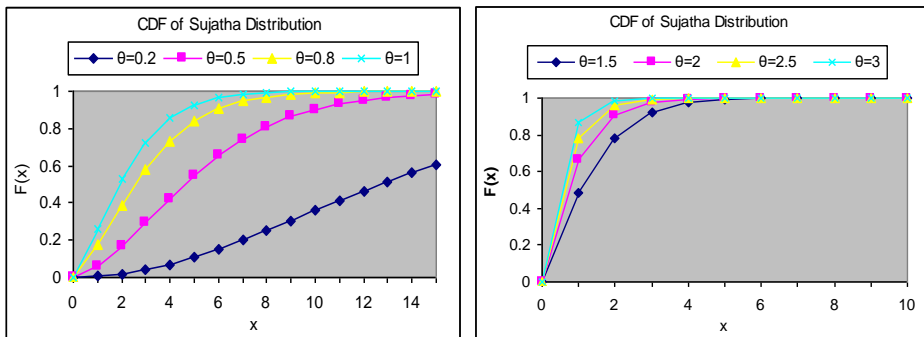 CDF of Sujatha Distribution
θ=0.2 θ=0.5 θ=0.8 θ=1
1
0.8
0.6
0.4
0.2
0
F(x)
0 2 4 6 8 10 12 14
x
CDF of Sujatha Distribution
θ=1.5 θ=2 θ=2.5 θ=3
1
0.8
0.6
0.4
0.2
0
F(x)
0 2 4 6 8 10
x